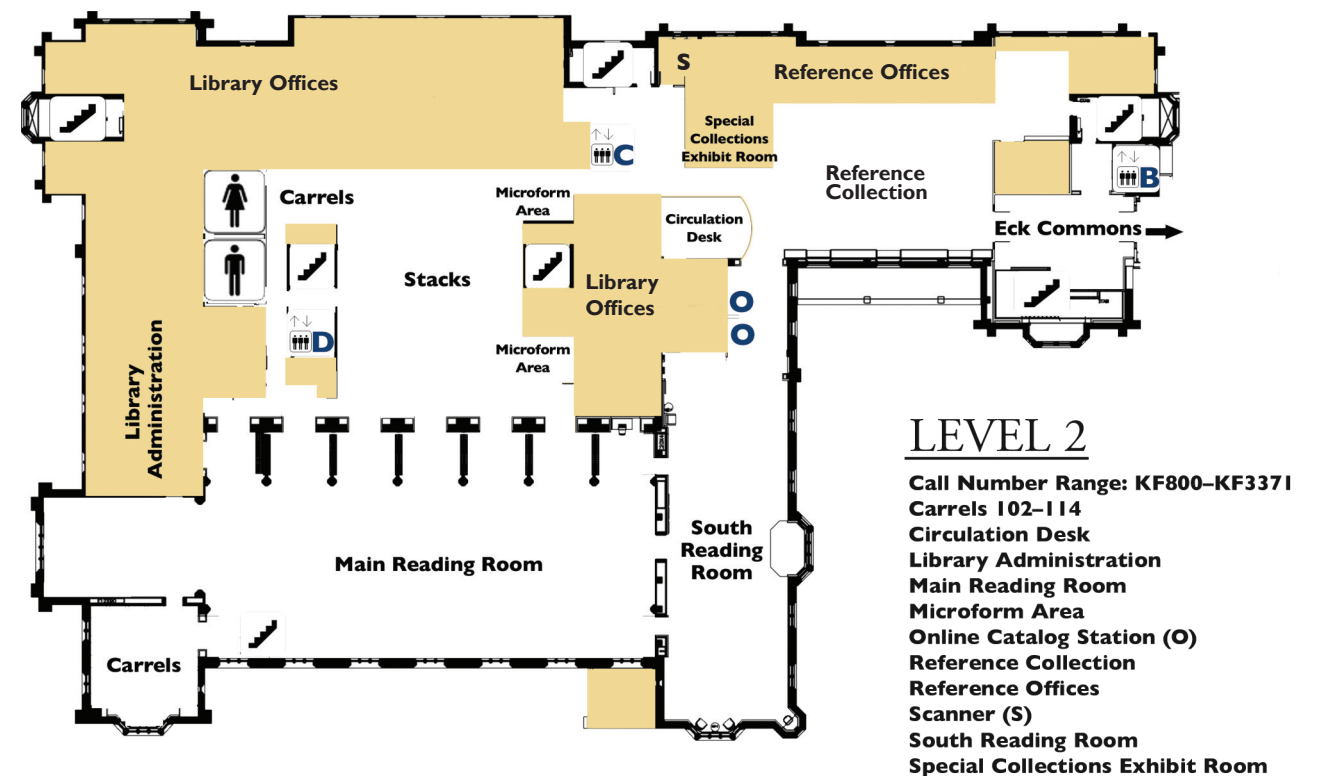 Library Offices
S
Reference Offices
Special
Collections
Exhibit Room
C
B
Reference
Collection
Carrels
Microform
Area
Circulation
Desk
Eck Commons
Stacks
Library
Offices
O
O
D
Microform
Area
Library
Administration
Main Reading Room
South
Reading
Room
Carrels
LEVEL 2
Call Number Range: KF800–KF3371
Carrels 102–114
Circulation Desk
Library Administration
Main Reading Room
Microform Area
Online Catalog Station (O)
Reference Collection
Reference Offices
Scanner (S)
South Reading Room
Special Collections Exhibit Room